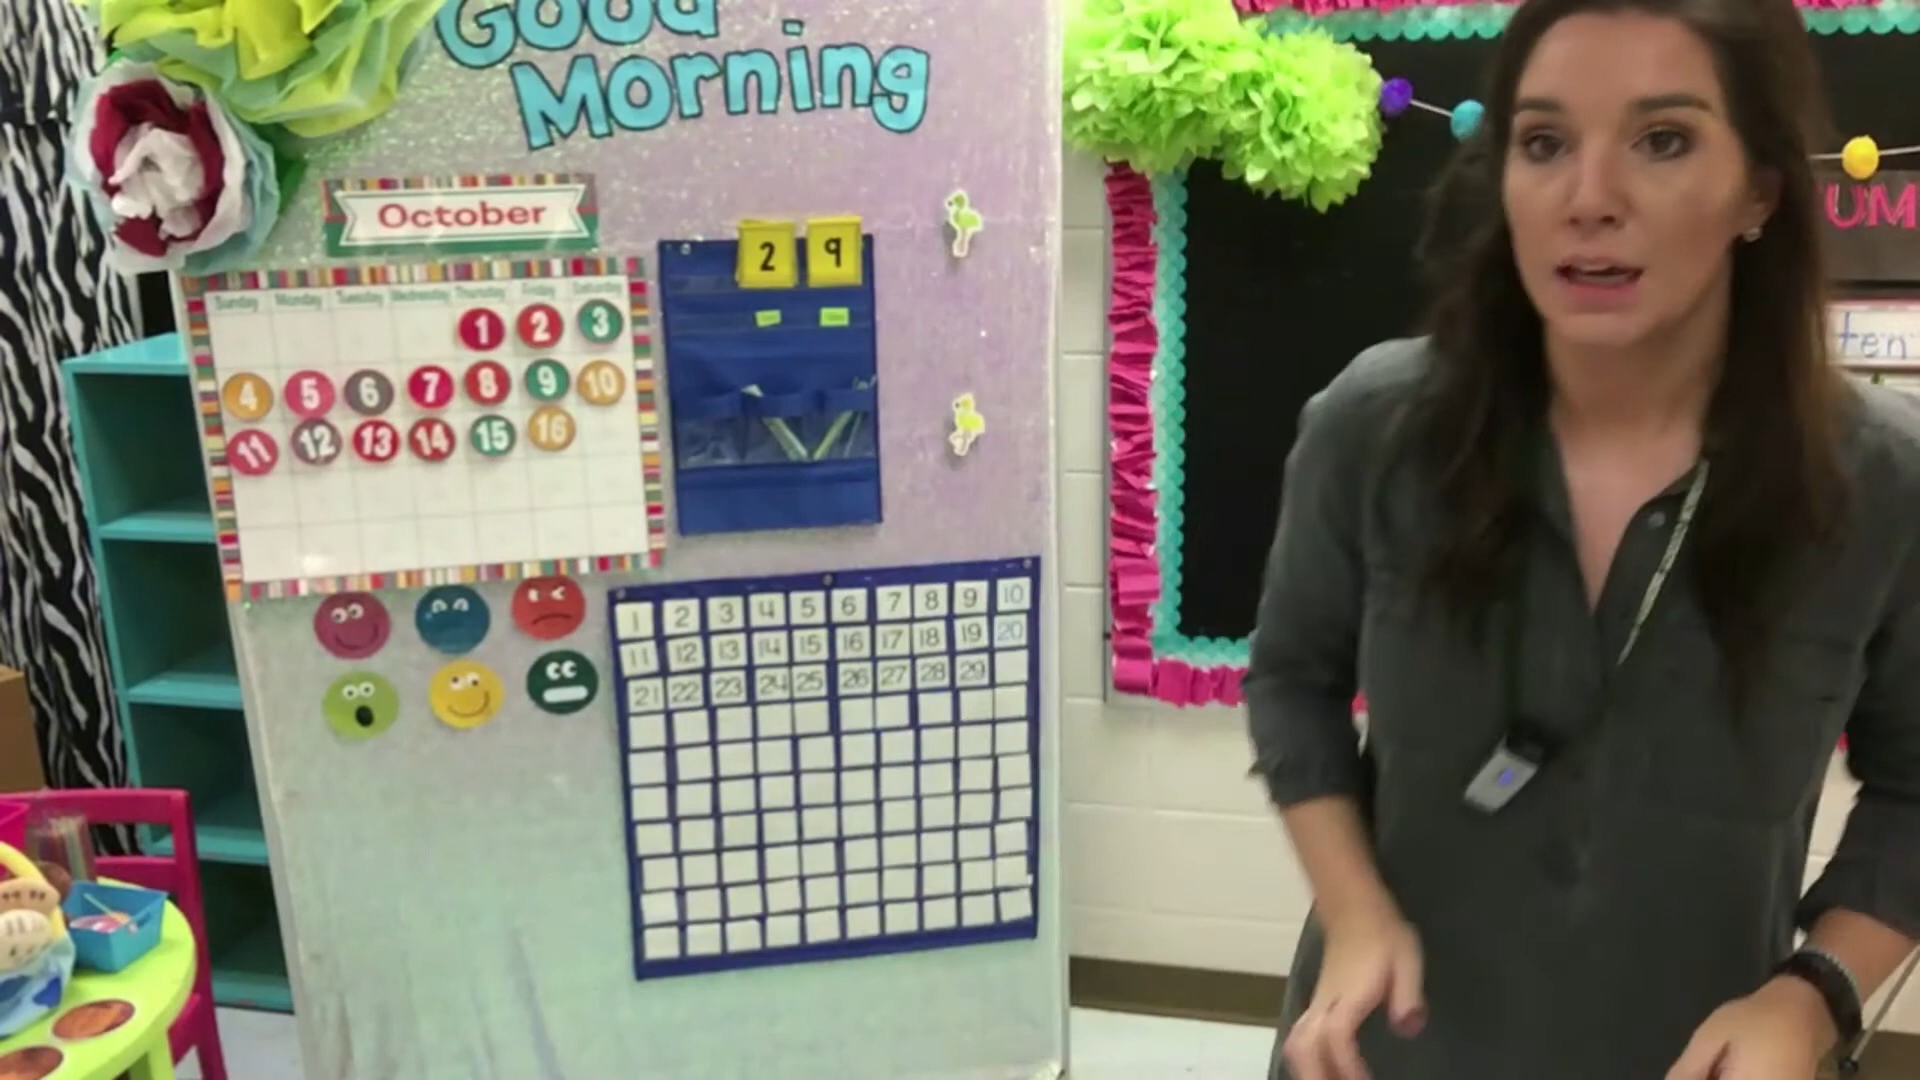 Good
Morning
October
2 9
Sunday Monday Tuesday Wednesday Thursday Friday Saturday
1 2 3
4 5 6 7 8 9 10
11 12 13 14 15 16
1 2 3 4 5 6 7 8 9 10
11 12 13 14 15 16 17 18 19 20
21 22 23 24 25 26 27 28 29
UM
ten